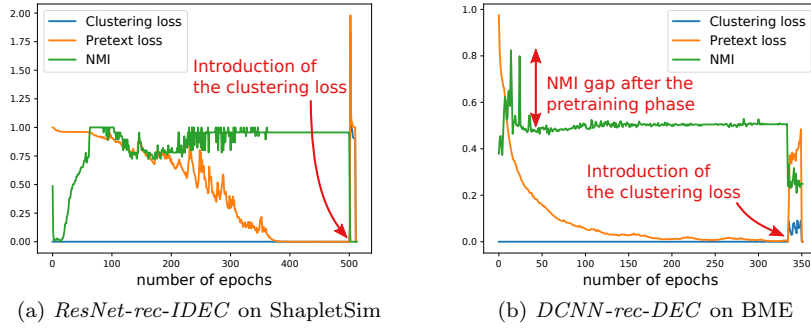 Clustering loss
Pretext loss
NMI
Introduction of
the clustering loss
2.00
1.75
1.50
1.25
1.00
0.75
0.50
0.25
0.00
0 100 200 300 400 500
number of epochs
(a) ResNet-rec-IDEC on ShapletSim
Clustering loss
Pretext loss
NMI
NMI gap after the
pretraining phase
Introduction of
the clustering loss
1.0
0.8
0.6
0.4
0.2
0.0
0 50 100 150 200 250 300 350
number of epochs
(b) DCNN-rec-DEC on BME